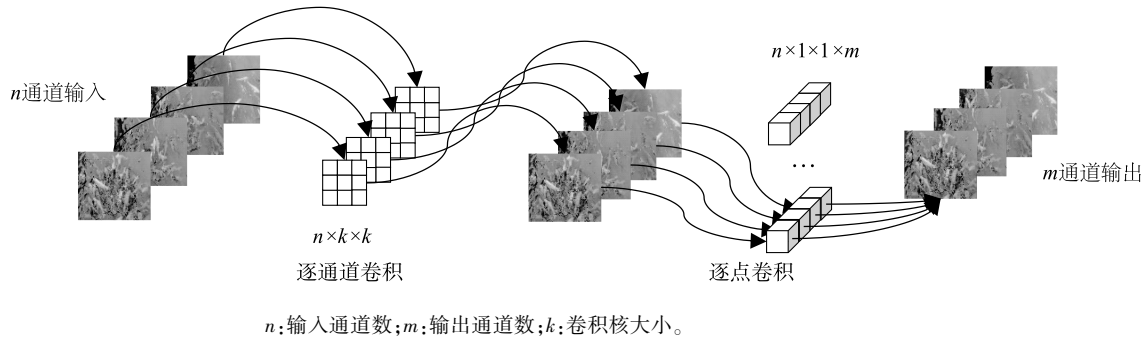 n×1×1×m
n通道输入
…
m通道输出
n×k×k
逐通道卷积
逐点卷积
n:输入通道数;m:输出通道数;k:卷积核大小。